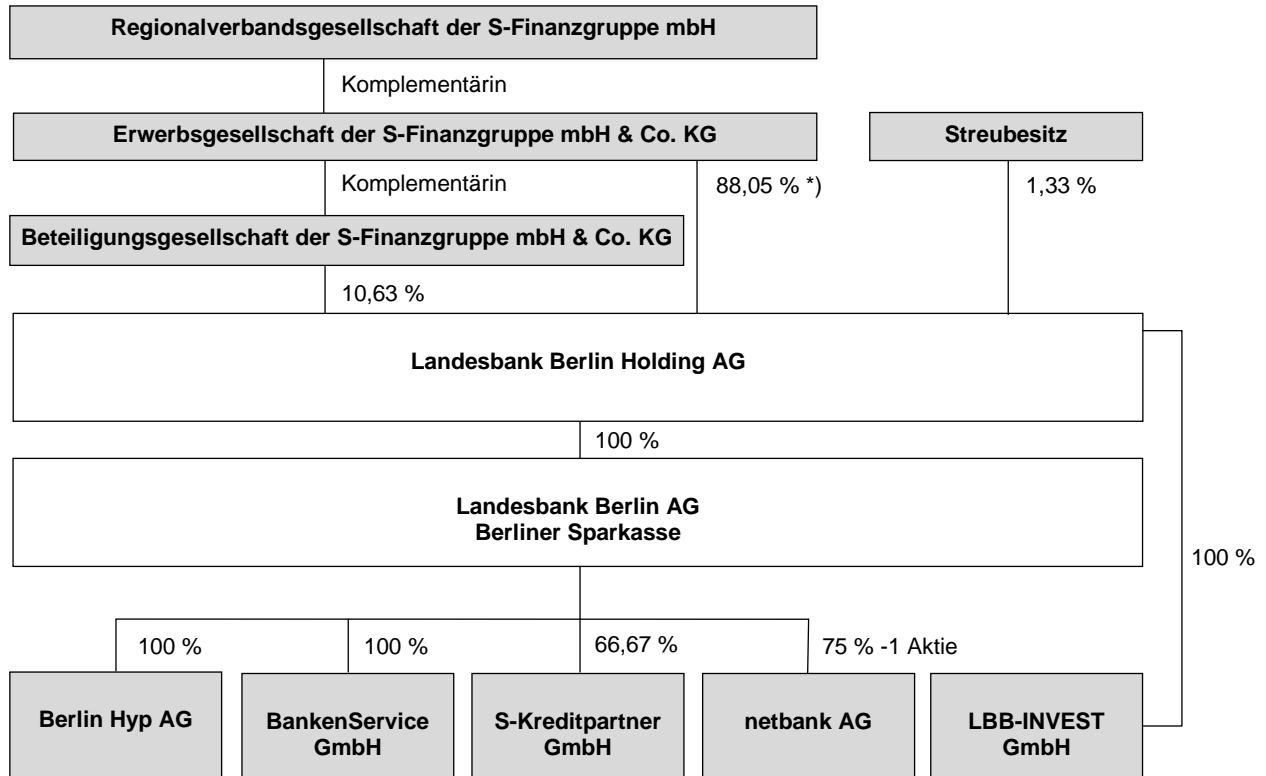 Regionalverbandsgesellschaft der S-Finanzgruppe mbH
Komplementärin
Erwerbsgesellschaft der S-Finanzgruppe mbH & Co. KG
Streubesitz
Komplementärin
88,05 % *)
1,33 %
Beteiligungsgesellschaft der S-Finanzgruppe mbH & Co. KG
10,63 %
Landesbank Berlin Holding AG
100 %
Landesbank Berlin AG
Berliner Sparkasse
100 %
100 %
100 %
66,67 %
75 % -1 Aktie
Berlin Hyp AG
BankenService
GmbH
S-Kreditpartner
GmbH
netbank AG
LBB-INVEST
GmbH